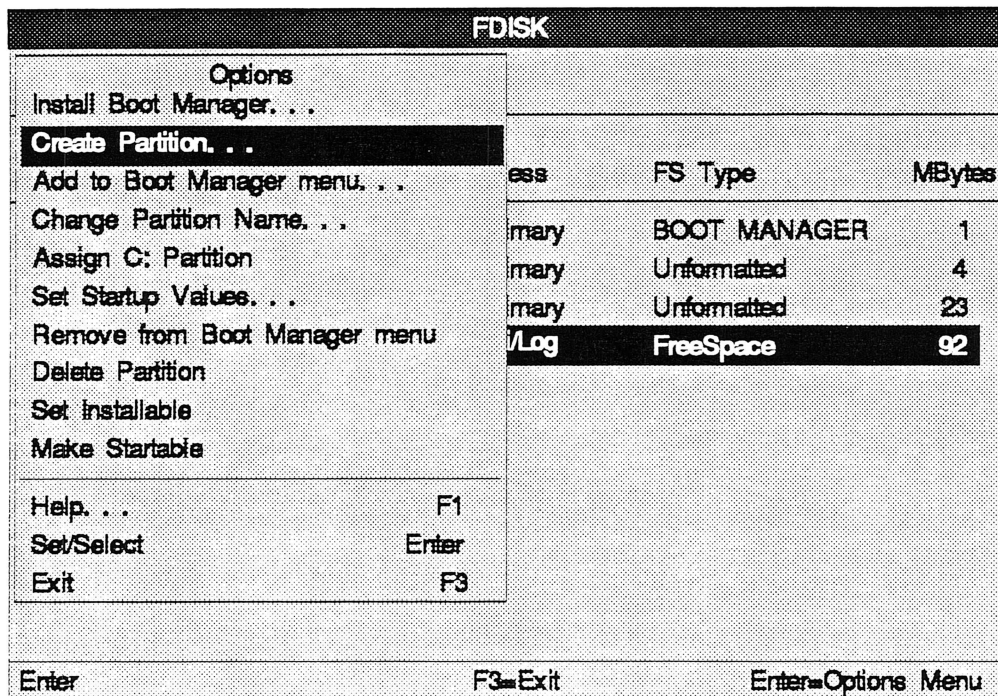 FDISK
Options
Install Boot Manager. . .
Create Partition. . .
Add to Boot Manager menu. . .
Change Partition Name. . .
Assign C: Partition
Set Startup Values. . .
Remove from Boot Manager menu
Delete Partition
Set Installable
Make Startable
Help. . . F1
Set/Select Enter
Exit F3
ess FS Type MBytes
mary BOOT MANAGER 1
mary Unformatted 4
mary Unformatted 23
i/Log FreeSpace 92
Enter F3=Exit Enter=Options Menu